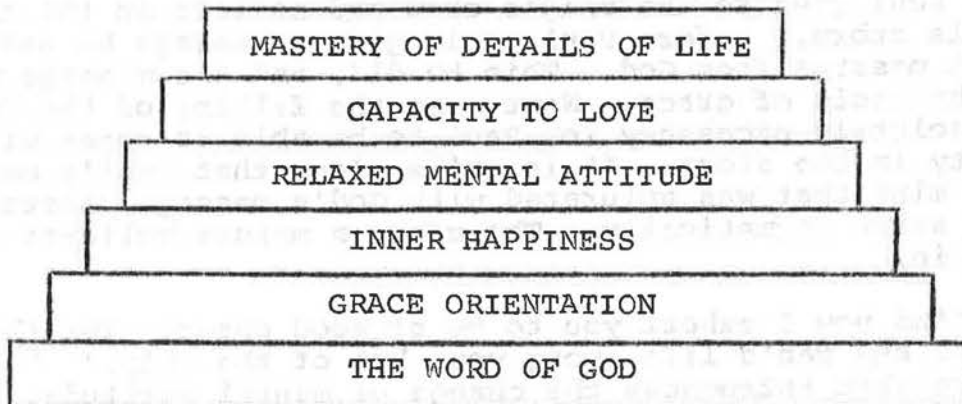 MASTERY OF DETAILS OF LIFE
CAPACITY TO LOVE
RELAXED MENTAL ATTITUDE
INNER HAPPINESS
GRACE ORIENTATION
THE WORD OF GOD